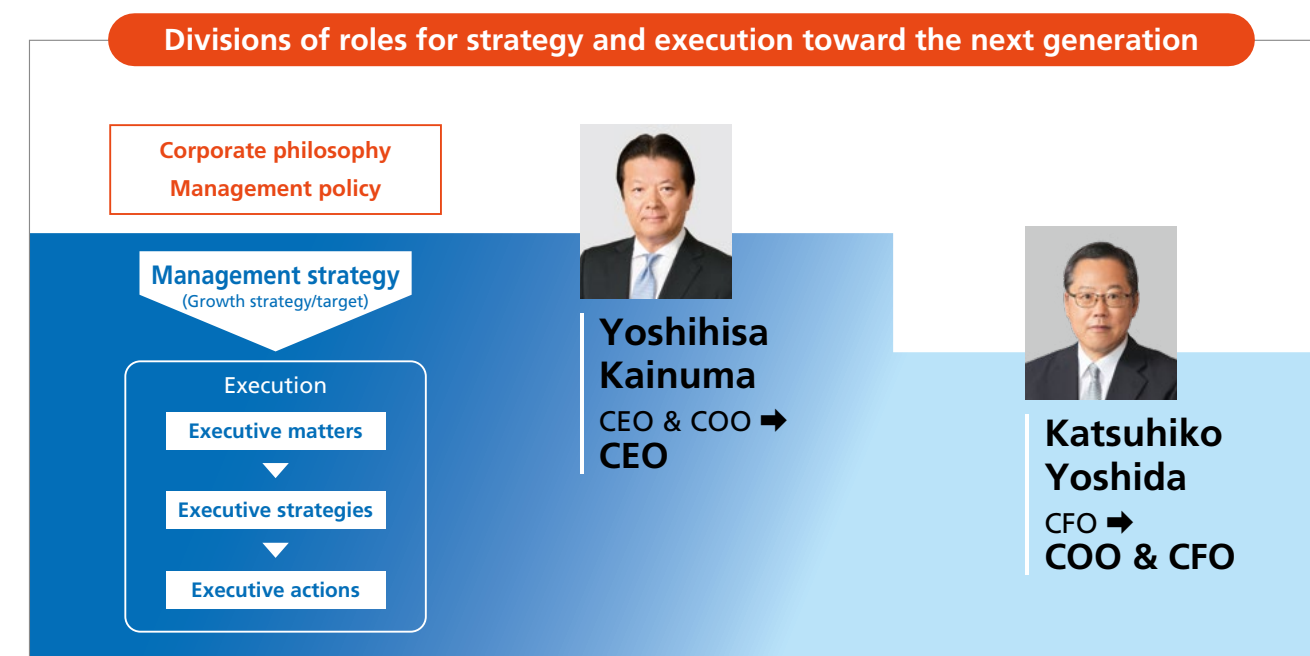 Divisions of roles for strategy and execution toward the next generation
Corporate philosophy
Management policy
Management strategy
(Growth strategy/target)
Execution
Executive matters
Executive strategies
Executive actions
Yoshihisa
Kainuma
CEO & COO ➡
CEO
Katsuhiko
Yoshida
CFO ➡
COO & CFO